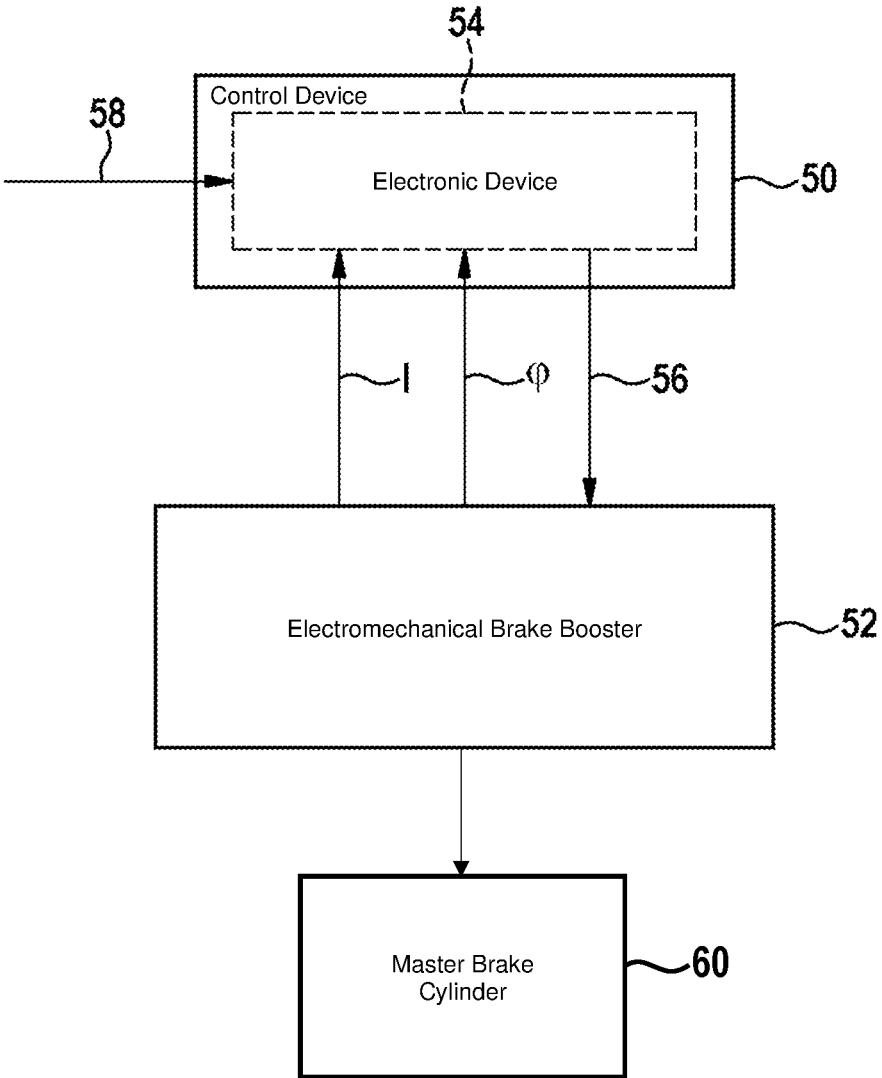 54
Control Device
58
Electronic Device
50
I
φ
56
Electromechanical Brake Booster
52
Master Brake
Cylinder
60